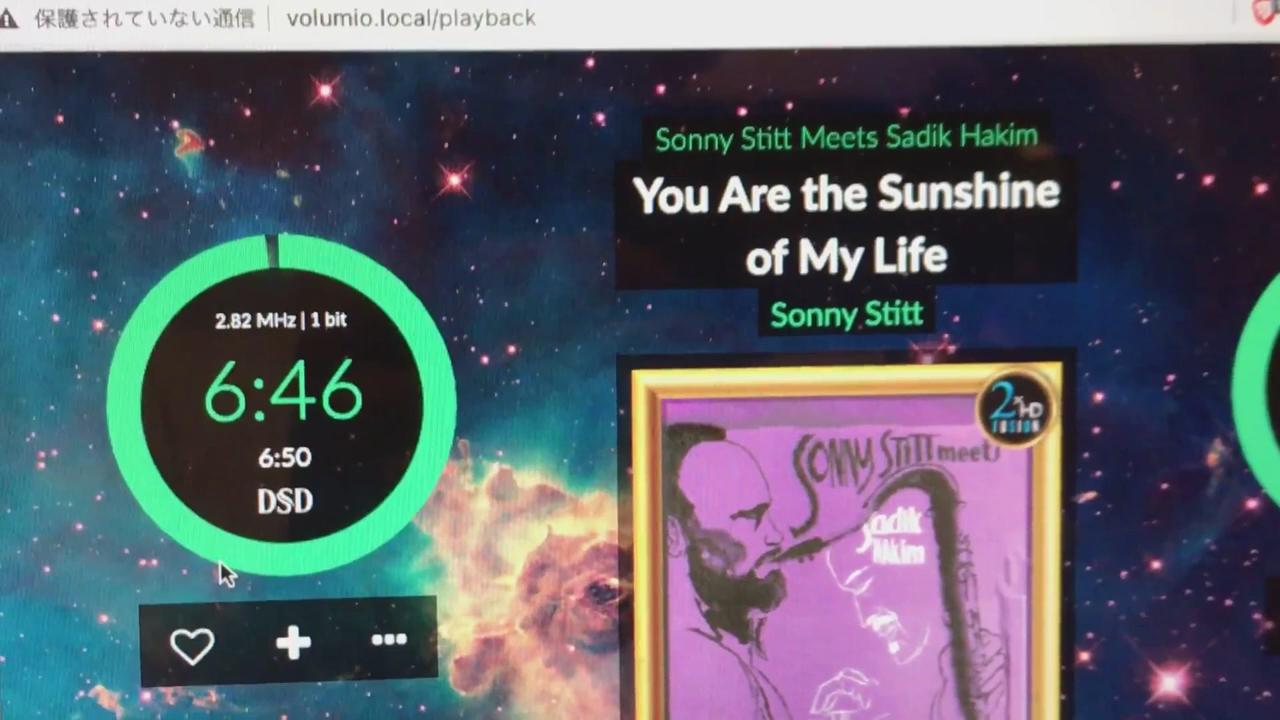 保護されていない通信 volumio.local/playback
Sonny Stitt Meets Sadik Hakim
You Are the Sunshine
of My Life
Sonny Stitt
2.82 MHz | 1 bit
6:46
6:50
DSD
2xHD
FUSION
SONNY STITT meets
Sadik
Hakim